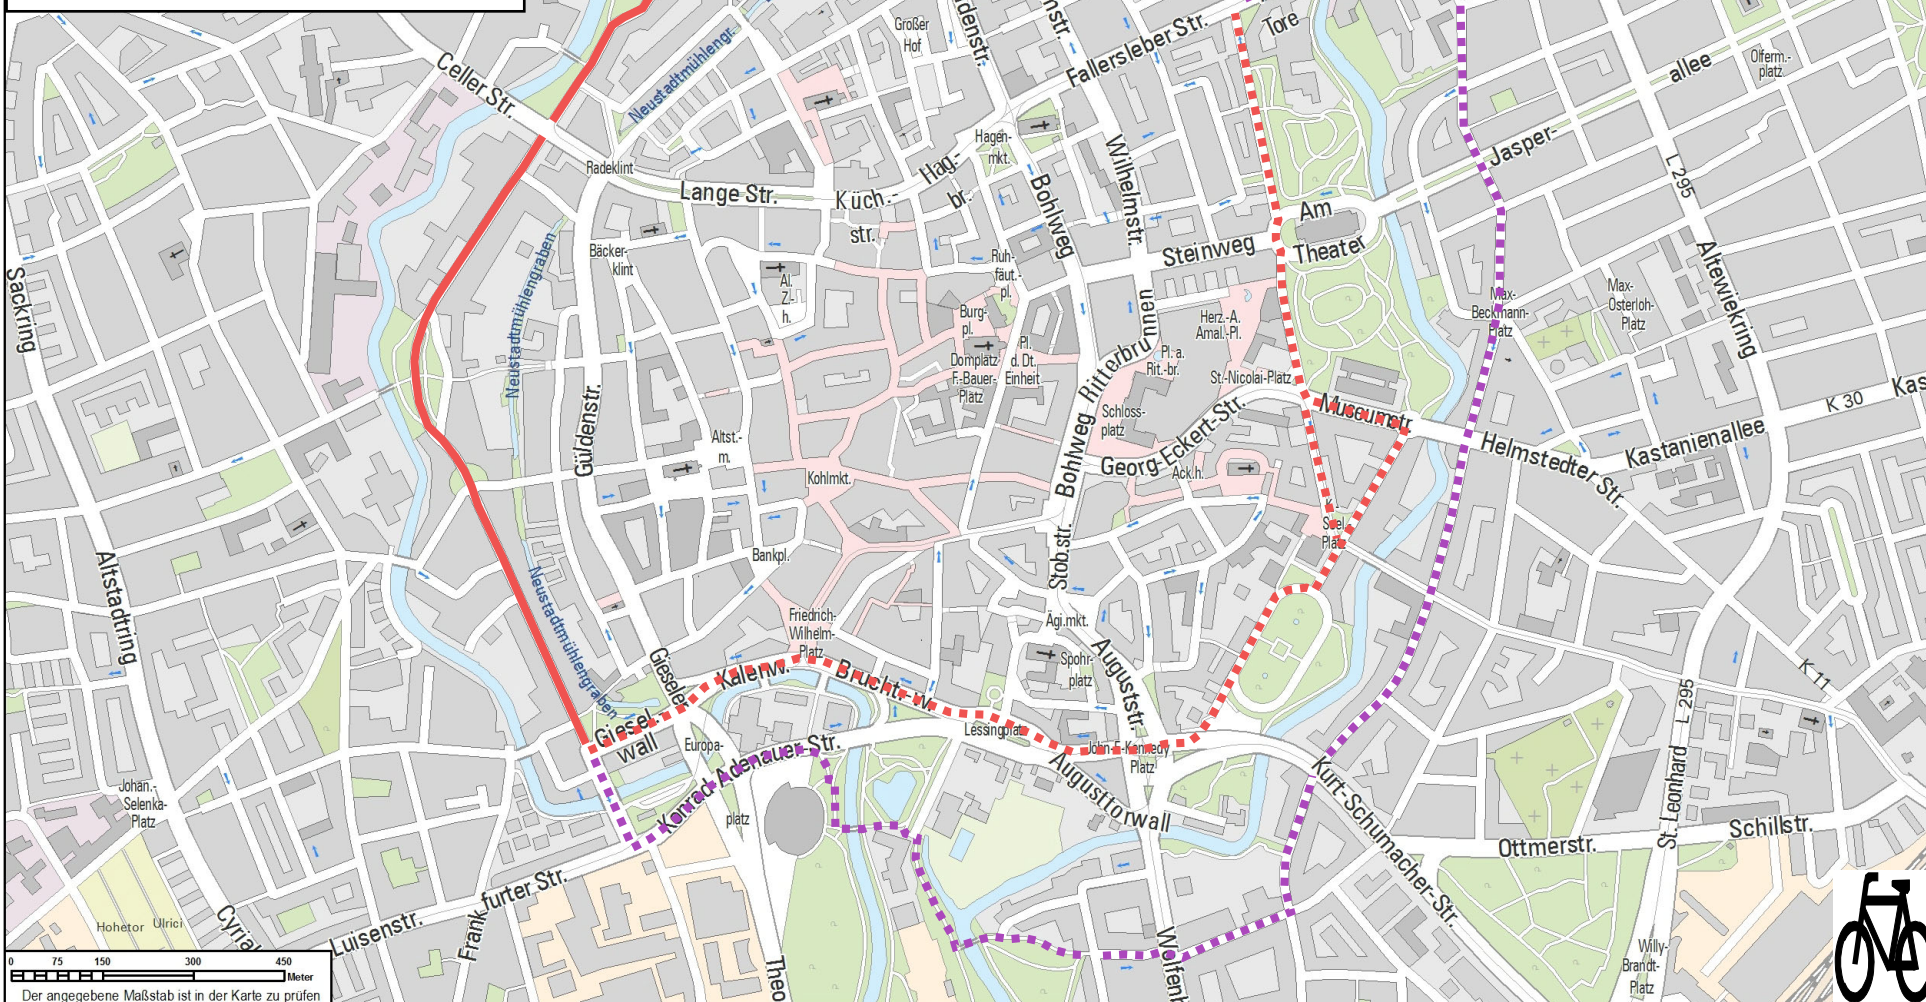 Großer
Hof
Fallersleber Str.
Tore
Celler Str.
Neustadtmühlengr.
allee
Olferm.-
platz
Jasper-
Hagen-
mkt.
Radeklint
Lange Str.
Küch.-
str.
Hag.-
br.
Bohlweg
Wilhelmstr.
L 295
Am
Theater
Steinweg
Bäcker-
klint
Al.
Z.-
h.
Ruh-
fäut.-
pl.
Neustadtmühlengraben
Sackring
Altewiekring
Max-
Beckmann-
Platz
Max-
Osterloh-
Platz
Burg-
pl.
Domplatz
F.-Bauer-
Platz
Pl.
d. Dt.
Einheit
Herz.-A.
Amal.-Pl.
Ritterbru
nnen
Pl. a.
Rit.-br.
St.-Nicolai-Platz
Güldenstr.
Altst.-
m.
Schloss-
platz
Museumstr.
K 30
Kas
Kastanienallee
Helmstedter Str.
Georg-Eckert-Str.
Ack.h.
Bohlweg
Kohlmkt.
Stob.str.
Bankpl.
Altstadtring
Neustadtmühlengraben
Friedrich-
Wilhelm-
Platz
Ägi.mkt.
Spohr-
platz
Auguststr.
Gieseler
Kalenw.
Brucht.-W.
Giesel.-
wall
Europa-
platz
Lessingplatz
John-F.-Kennedy
Platz
Konrad-Adenauer-Str.
Augusttorwall
Kurt-Schumacher-Str.
K 11
L 295
St. Leonhard
Ottmerstr.
Schillstr.
Johan.-
Selenka-
Platz
Hohetor
Ulrici
Luisenstr.
Frankfurter Str.
Theo
Willy-
Brandt-
Platz
0 75 150 300 450
Meter
Der angegebene Maßstab ist in der Karte zu prüfen